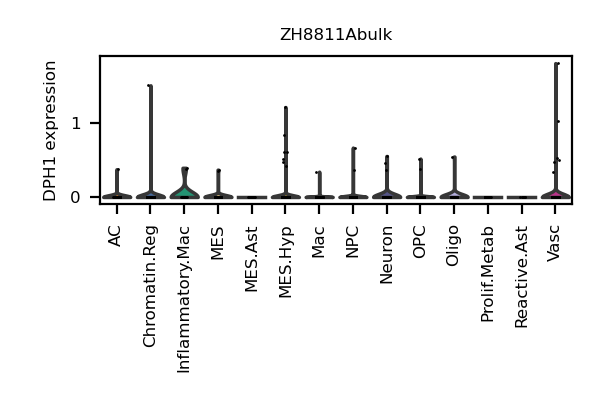 ZH8811Abulk
DPH1 expression
1
0
AC
Chromatin.Reg
Inflammatory.Mac
MES
MES.Ast
MES.Hyp
Mac
NPC
Neuron
OPC
Oligo
Prolif.Metab
Reactive.Ast
Vasc